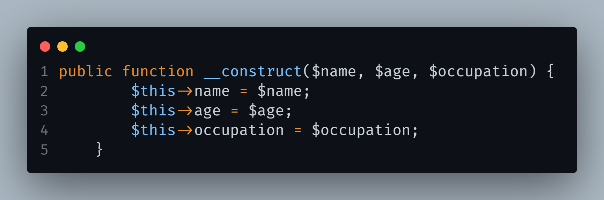 1 public function __construct($name, $age, $occupation) {
2         $this->name = $name;
3         $this->age = $age;
4         $this->occupation = $occupation;
5     }